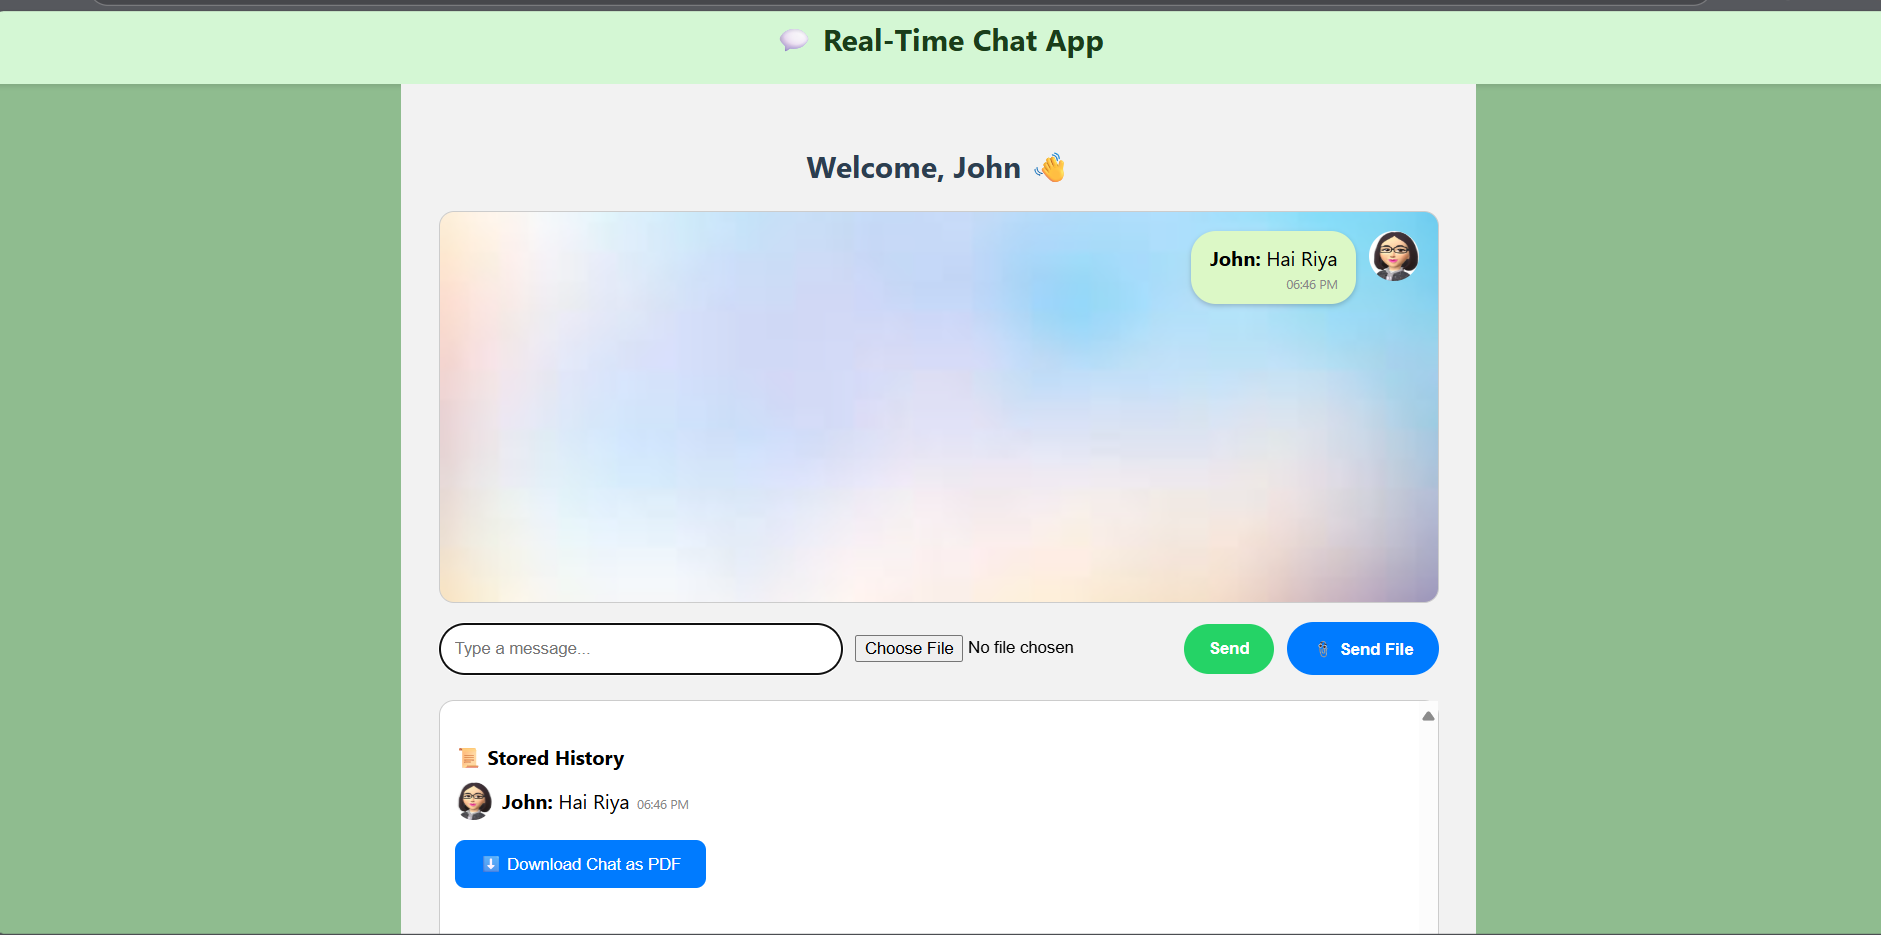 💬 Real-Time Chat App
Welcome, John 👋
John: Hai Riya
06:46 PM
Type a message...
Choose File No file chosen
Send
📎 Send File
📜 Stored History
John: Hai Riya 06:46 PM
⬇️ Download Chat as PDF